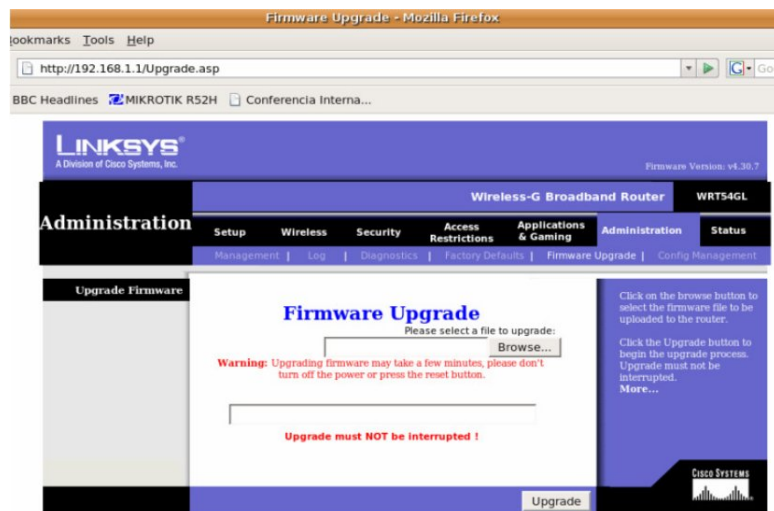 Firmware Upgrade - Mozilla Firefox
ookmarks Tools Help
http://192.168.1.1/Upgrade.asp
G Go
BBC Headlines MIKROTIK R52H Conferencia Interna...
LINKSYS®
A Division of Cisco Systems, Inc.
Firmware Version: v4.30.7
Wireless-G Broadband Router WRT54GL
Administration
Setup Wireless Security Access Restrictions Applications & Gaming Administration Status
Management | Log | Diagnostics | Factory Defaults | Firmware Upgrade | Config Management
Upgrade Firmware
Firmware Upgrade
Please select a file to upgrade:
Browse...
Warning: Upgrading firmware may take a few minutes, please don't
turn off the power or press the reset button.
Upgrade must NOT be interrupted !
Upgrade
Click on the browse button to
select the firmware file to be
uploaded to the router.
Click the Upgrade button to
begin the upgrade process.
Upgrade must not be
interrupted.
More...
CISCO SYSTEMS